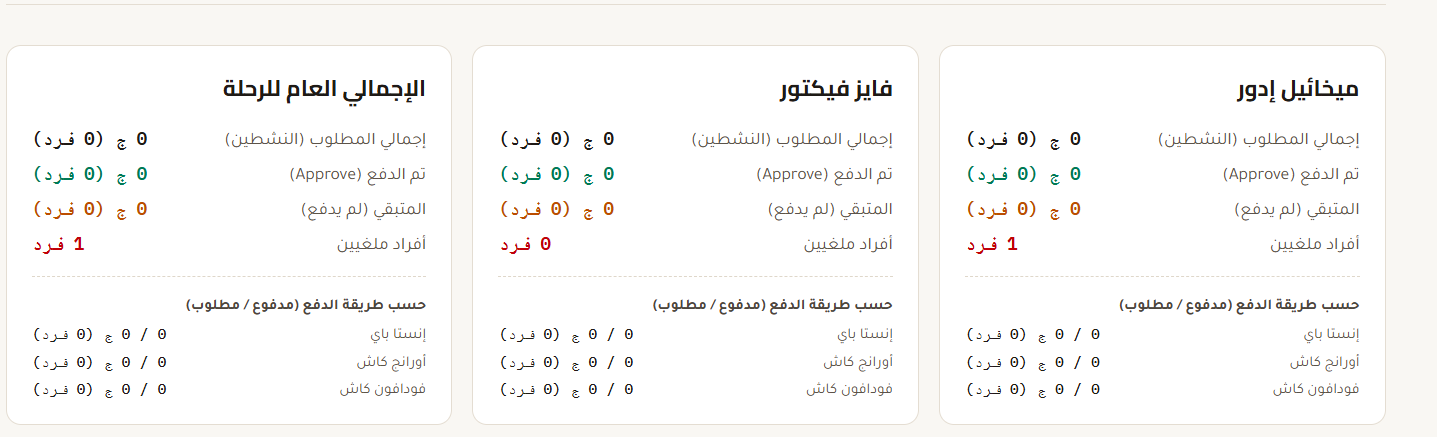 ميخائيل إدور
إجمالي المطلوب (النشطين) 0 ج (0 فرد)
تم الدفع (Approve) 0 ج (0 فرد)
المتبقي (لم يدفع) 0 ج (0 فرد)
أفراد ملغيين 1 فرد
حسب طريقة الدفع (مدفوع / مطلوب)
إنستا باي 0 / 0 ج (0 فرد)
أورانج كاش 0 / 0 ج (0 فرد)
فودافون كاش 0 / 0 ج (0 فرد)
فايز فيكتور
إجمالي المطلوب (النشطين) 0 ج (0 فرد)
تم الدفع (Approve) 0 ج (0 فرد)
المتبقي (لم يدفع) 0 ج (0 فرد)
أفراد ملغيين 0 فرد
حسب طريقة الدفع (مدفوع / مطلوب)
إنستا باي 0 / 0 ج (0 فرد)
أورانج كاش 0 / 0 ج (0 فرد)
فودافون كاش 0 / 0 ج (0 فرد)
الإجمالي العام للرحلة
إجمالي المطلوب (النشطين) 0 ج (0 فرد)
تم الدفع (Approve) 0 ج (0 فرد)
المتبقي (لم يدفع) 0 ج (0 فرد)
أفراد ملغيين 1 فرد
حسب طريقة الدفع (مدفوع / مطلوب)
إنستا باي 0 / 0 ج (0 فرد)
أورانج كاش 0 / 0 ج (0 فرد)
فودافون كاش 0 / 0 ج (0 فرد)